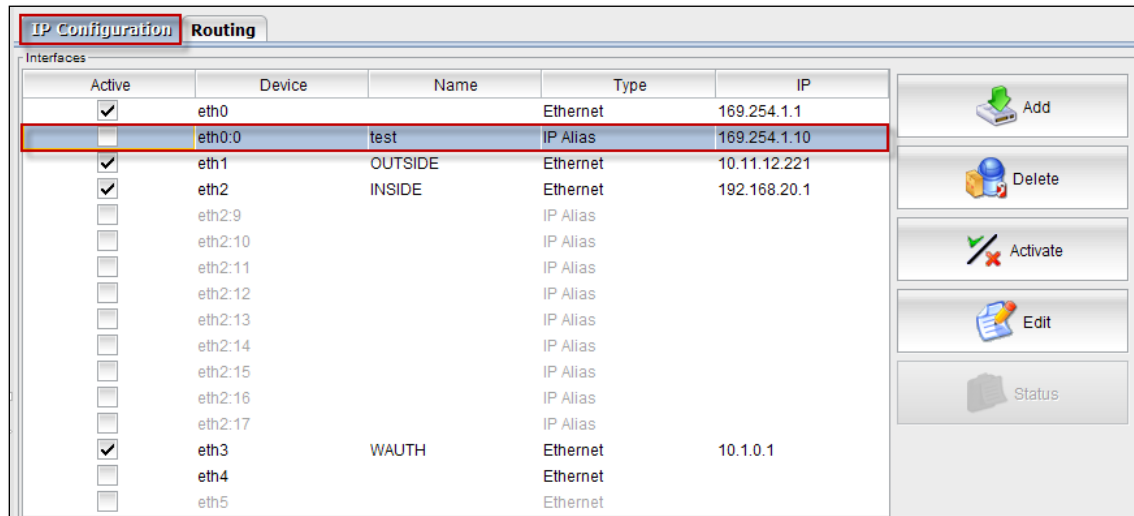 IP Configuration Routing
Interfaces
Active Device Name Type IP
eth0 Ethernet 169.254.1.1
eth0:0 test IP Alias 169.254.1.10
eth1 OUTSIDE Ethernet 10.11.12.221
eth2 INSIDE Ethernet 192.168.20.1
eth2:9 IP Alias
eth2:10 IP Alias
eth2:11 IP Alias
eth2:12 IP Alias
eth2:13 IP Alias
eth2:14 IP Alias
eth2:15 IP Alias
eth2:16 IP Alias
eth2:17 IP Alias
eth3 WAUTH Ethernet 10.1.0.1
eth4 Ethernet
eth5 Ethernet
Add
Delete
Activate
Edit
Status